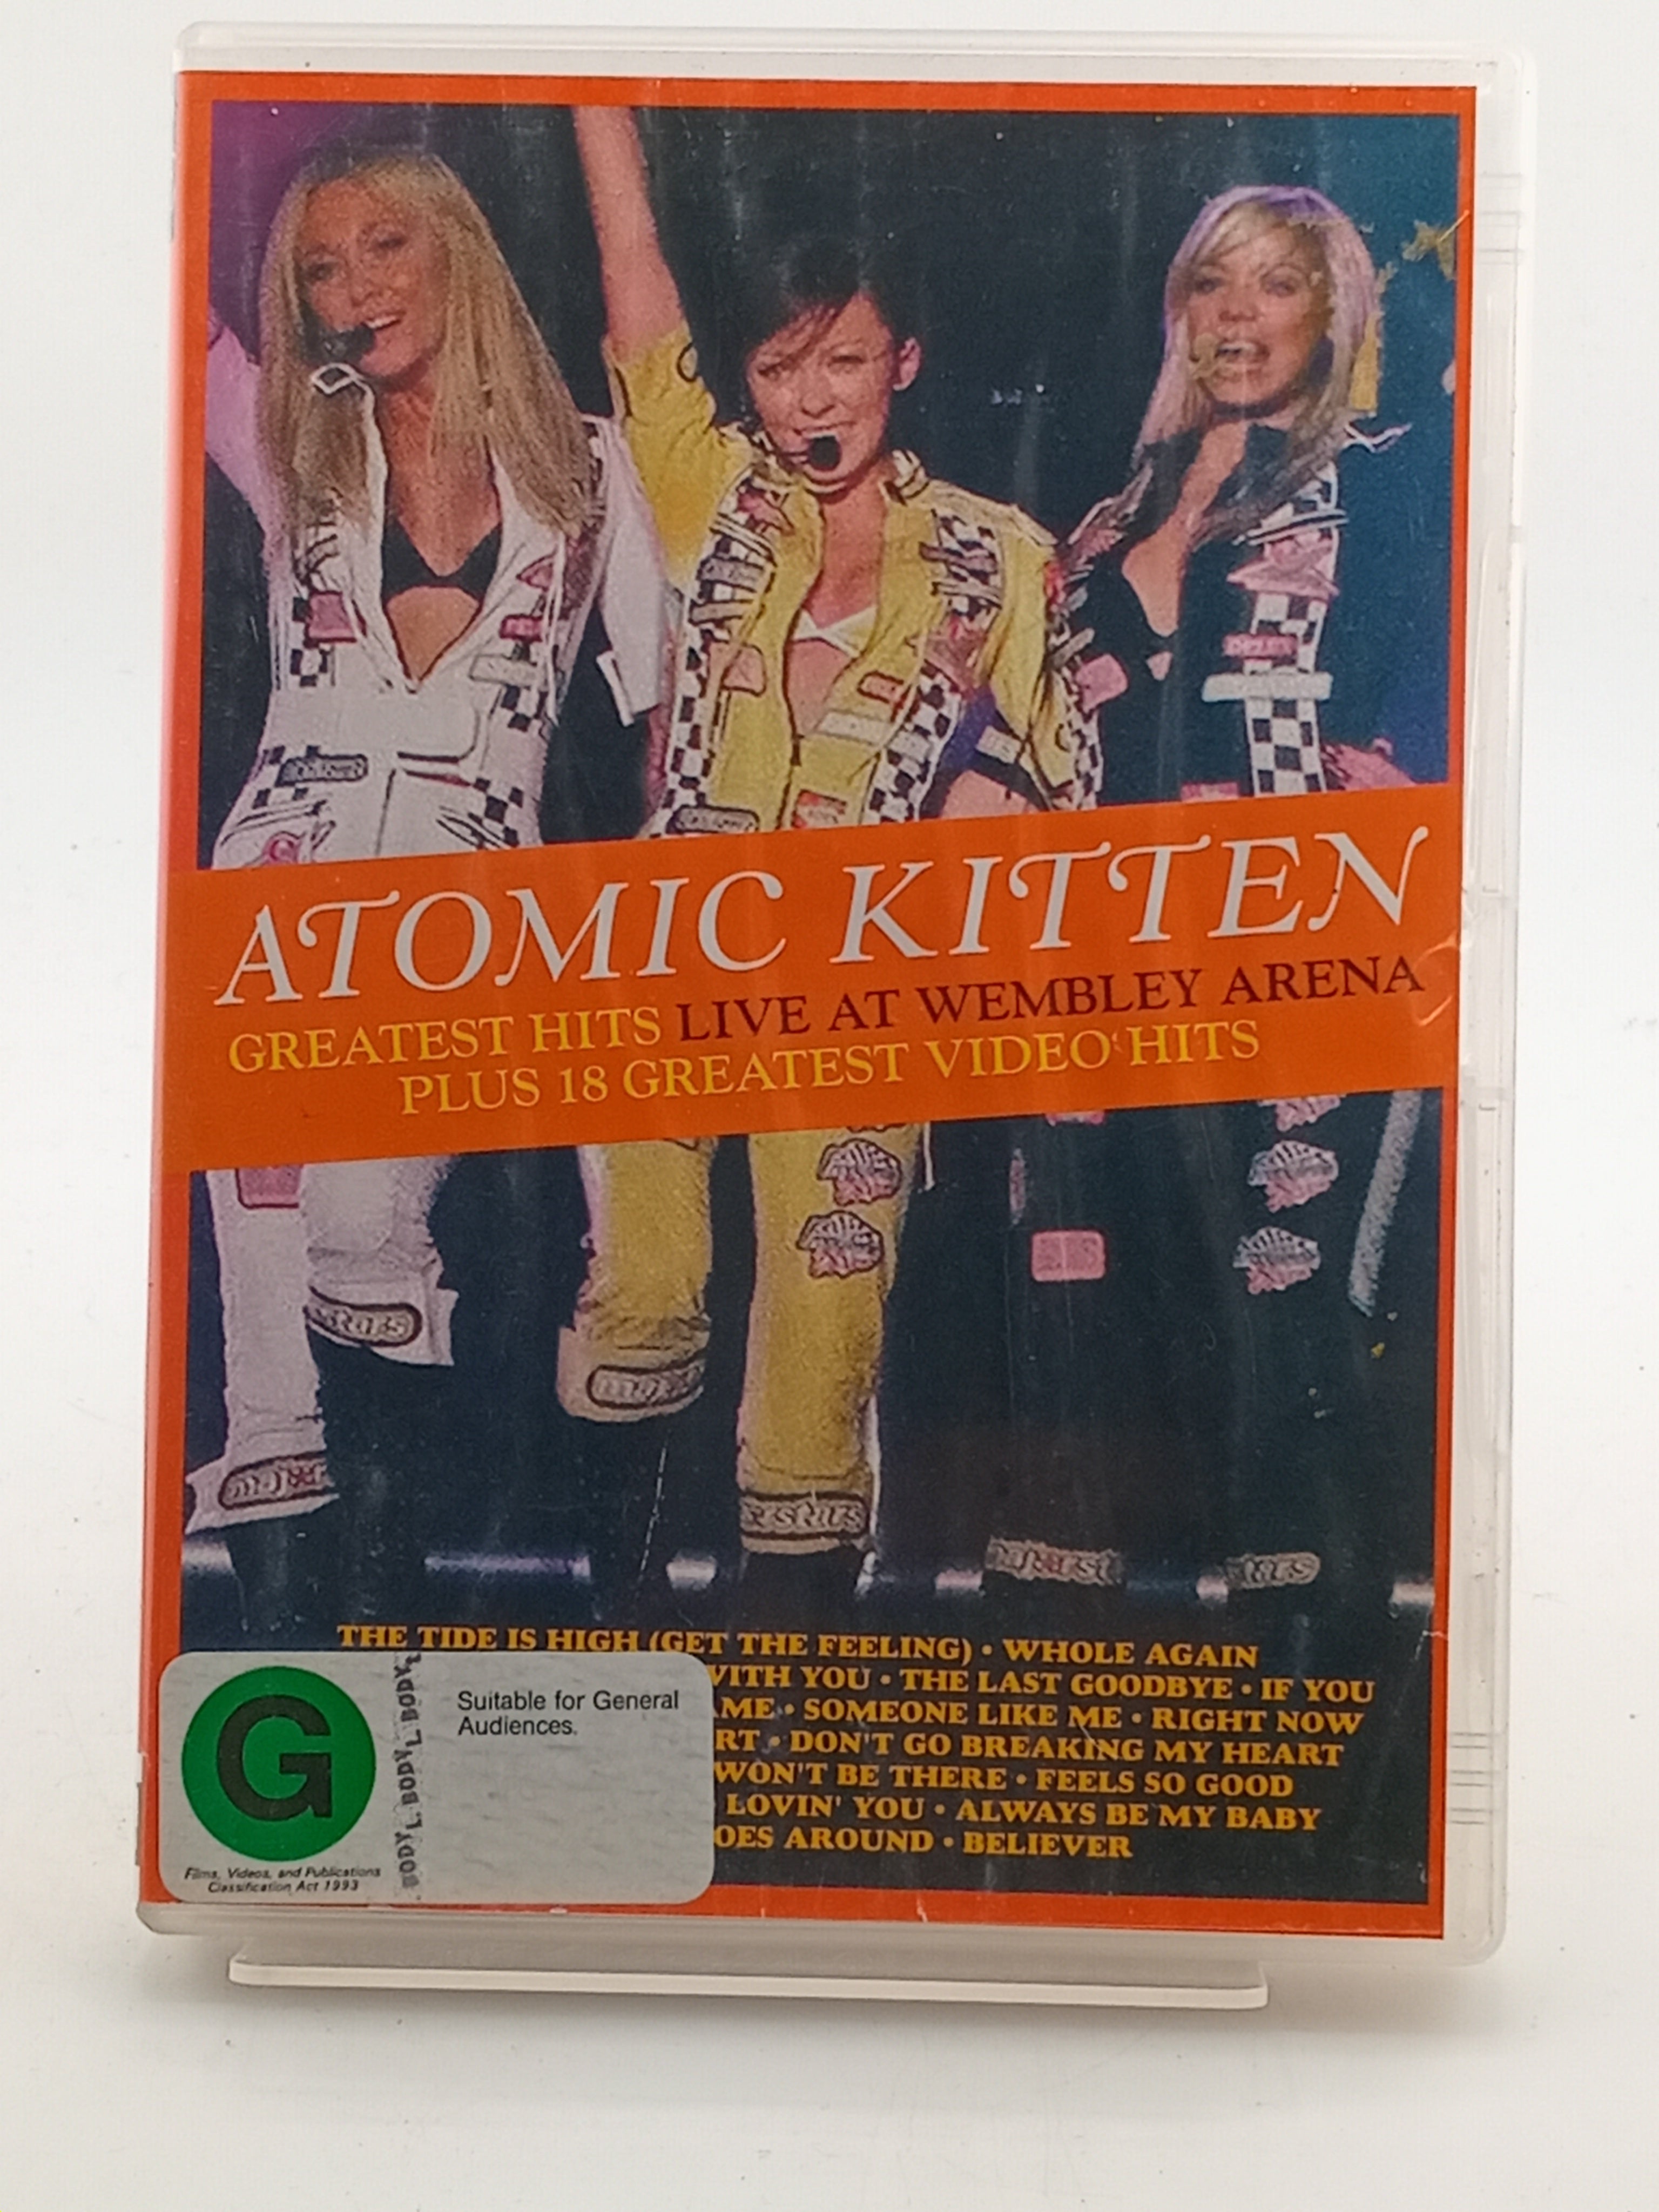 ATOMIC KITTEN
GREATEST HITS LIVE AT WEMBLEY ARENA
PLUS 18 GREATEST VIDEO HITS
THE TIDE IS HIGH (GET THE FEELING) • WHOLE AGAIN
WITH YOU • THE LAST GOODBYE • IF YOU
ME • SOMEONE LIKE ME • RIGHT NOW
RT • DON'T GO BREAKING MY HEART
WON'T BE THERE • FEELS SO GOOD
LOVIN' YOU • ALWAYS BE MY BABY
OES AROUND • BELIEVER
G
Films, Videos, and Publications
Classification Act 1993
Suitable for General
Audiences.